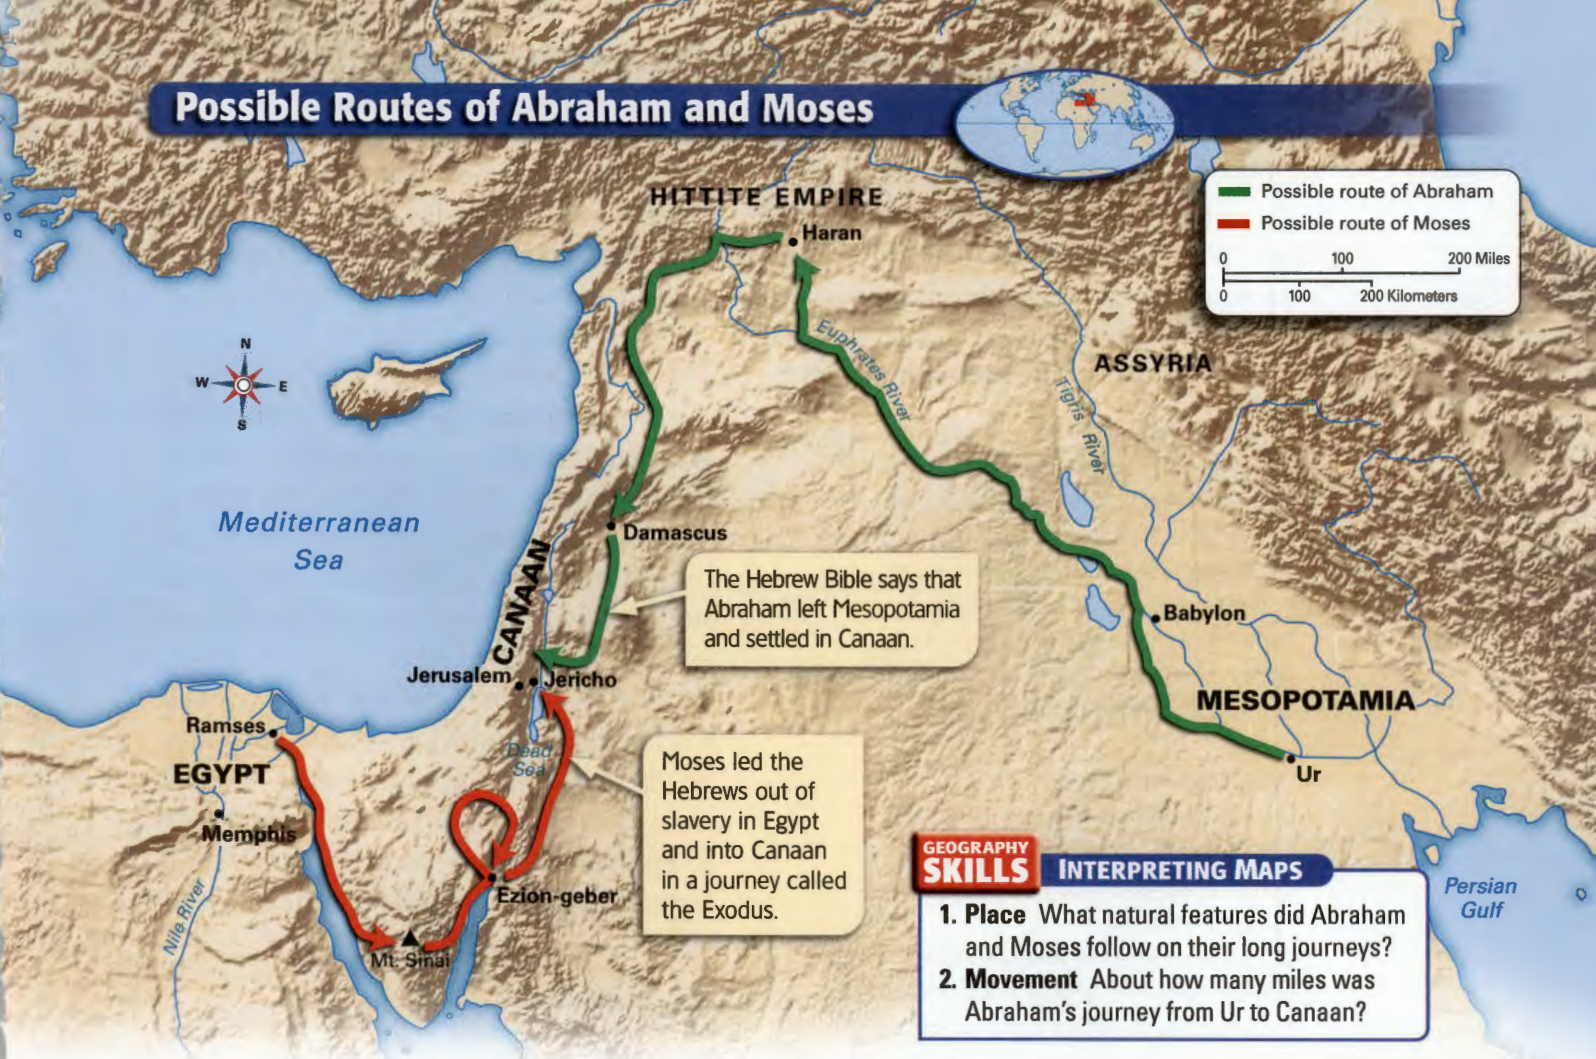 Possible Routes of Abraham and Moses
Possible route of Abraham
Possible route of Moses
0 100 200 Miles
0 100 200 Kilometers
HITTITE EMPIRE
Haran
N
W E
S
Euphrates River
ASSYRIA
Tigris River
Mediterranean
Sea
Damascus
CANAAN
The Hebrew Bible says that
Abraham left Mesopotamia
and settled in Canaan.
Babylon
Jerusalem
Jericho
MESOPOTAMIA
Ramses
Dead
Sea
EGYPT
Moses led the
Hebrews out of
slavery in Egypt
and into Canaan
in a journey called
the Exodus.
Ur
Memphis
Ezion-geber
Nile River
Mt. Sinai
Persian
Gulf
GEOGRAPHY
SKILLS
INTERPRETING MAPS
1. Place What natural features did Abraham
and Moses follow on their long journeys?
2. Movement About how many miles was
Abraham's journey from Ur to Canaan?